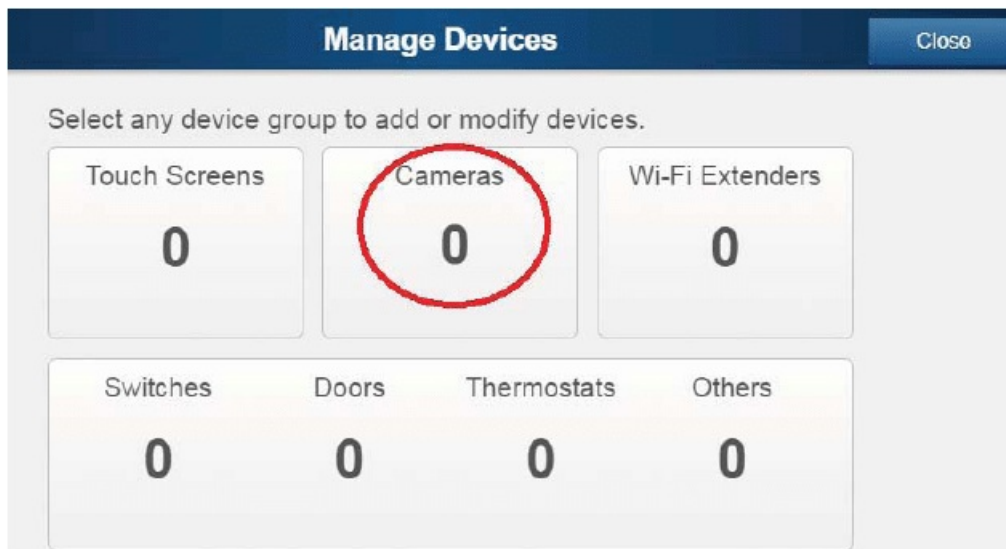 Manage Devices
Close
Select any device group to add or modify devices.
Touch Screens
0
Cameras
0
Wi-Fi Extenders
0
Switches Doors Thermostats Others
0 0 0 0